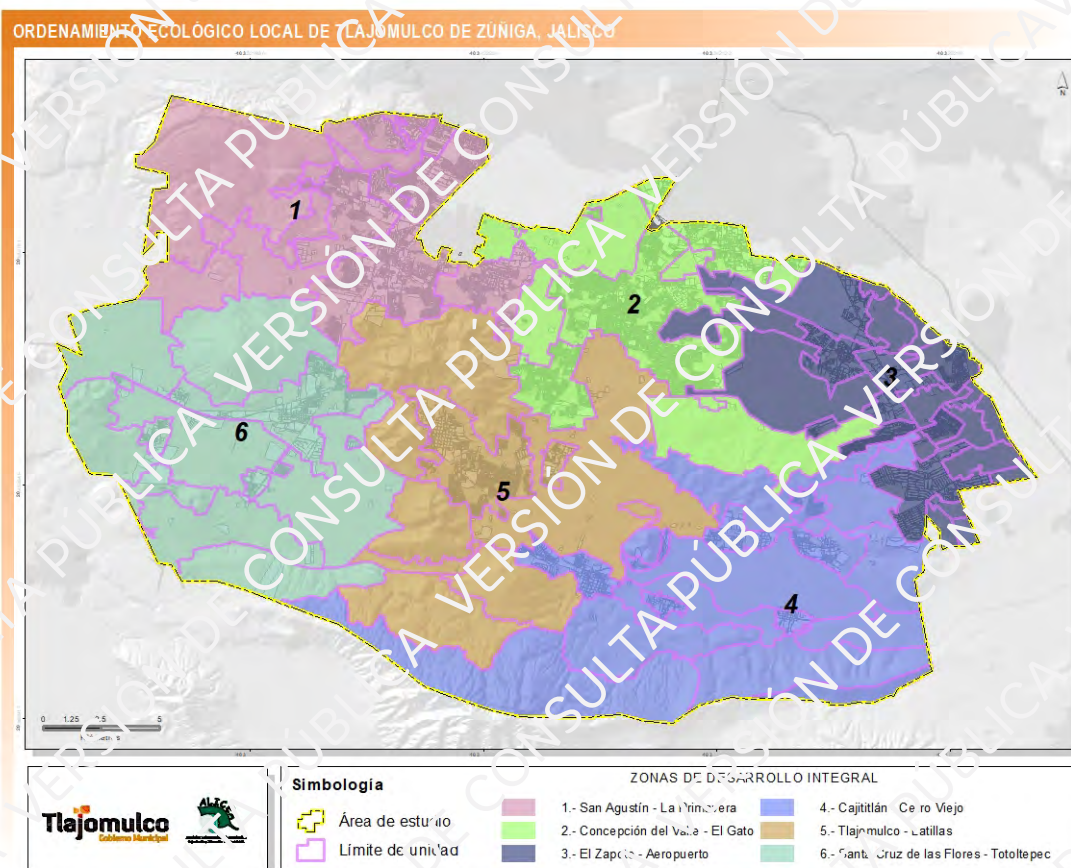 ORDENAMIENTO ECOLÓGICO LOCAL DE TLAJOMULCO DE ZÚÑIGA, JALISCO
VERSIÓN DE CONSULTA PÚBLICA
N
1
2
3
4
5
6
0 1.25 2.5 5
Tlajomulco
Gobierno Municipal
Simbología
Área de estudio
Límite de unidad
ZONAS DE DESARROLLO INTEGRAL
1.- San Agustín - La Primavera
2.- Concepción del Valle - El Gato
3.- El Zapote - Aeropuerto
4.- Cajititlán Cerro Viejo
5.- Tlajomulco - Latillas
6.- Santa Cruz de las Flores - Totoltepec